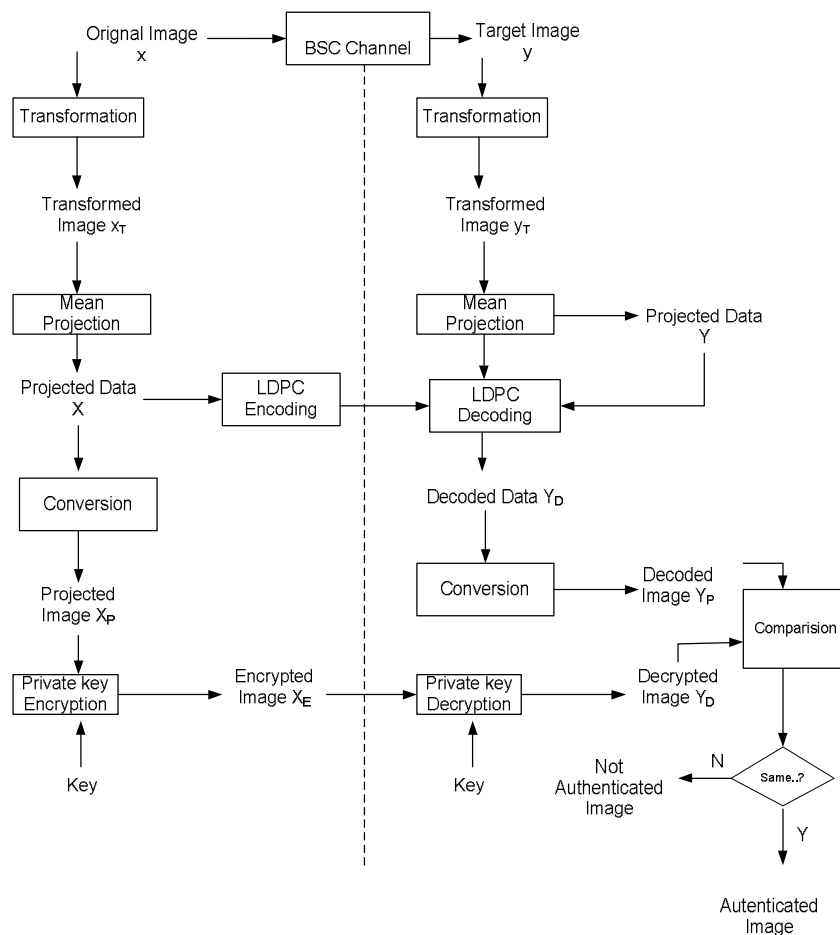 Orignal Image
x
BSC Channel
Target Image
y
Transformation
Transformation
Transformed
Image xT
Transformed
Image yT
Mean
Projection
Mean
Projection
Projected Data
Y
Projected Data
X
LDPC
Encoding
LDPC
Decoding
Conversion
Decoded Data YD
Conversion
Decoded
Image YP
Projected
Image XP
Comparision
Private key
Encryption
Encrypted
Image XE
Private key
Decryption
Decrypted
Image YD
Key
Key
Same..?
N
Not
Authenticated
Image
Y
Autenticated
Image